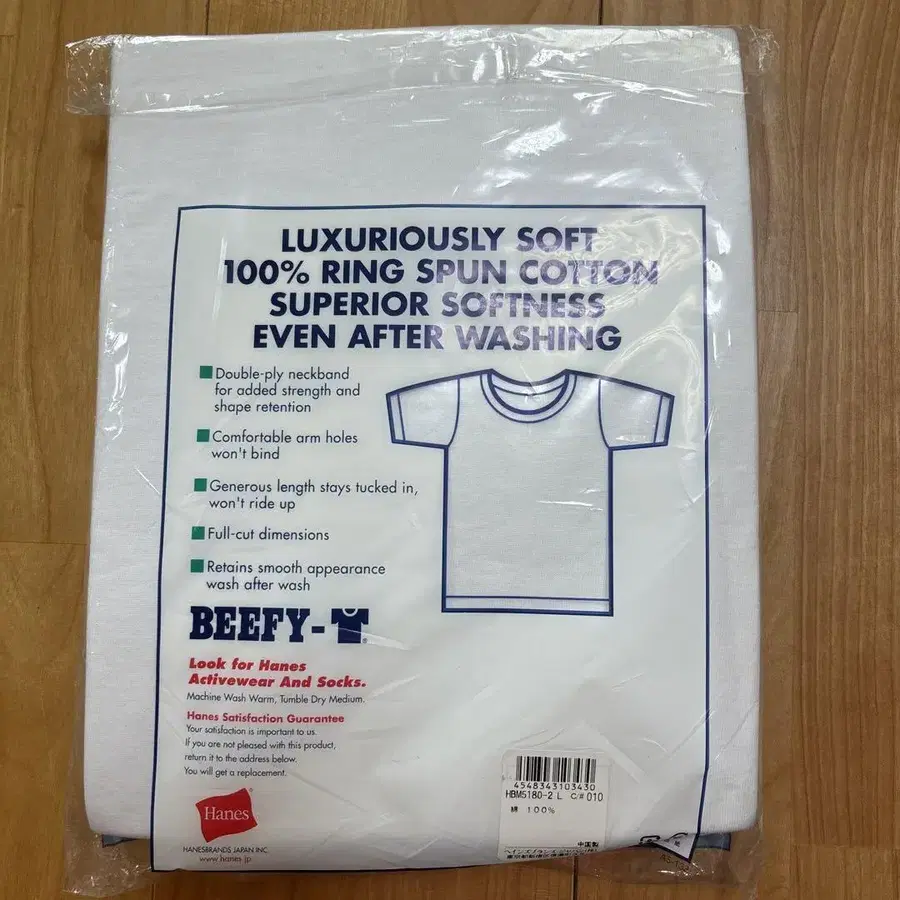 LUXURIOUSLY SOFT
100% RING SPUN COTTON
SUPERIOR SOFTNESS
EVEN AFTER WASHING
Double-ply neckband
for added strength and
shape retention
Comfortable arm holes
won't bind
Generous length stays tucked in,
won't ride up
Full-cut dimensions
Retains smooth appearance
wash after wash
BEEFY-T®
Look for Hanes
Activewear And Socks.
Machine Wash Warm, Tumble Dry Medium.
Hanes Satisfaction Guarantee
Your satisfaction is important to us.
If you are not pleased with this product,
return it to the address below.
You will get a replacement.
Hanes®
HANESBRANDS JAPAN INC.
www.hanes.jp
4548343103430
HBM5180-2 L C/# 010
綿 100%
中国製